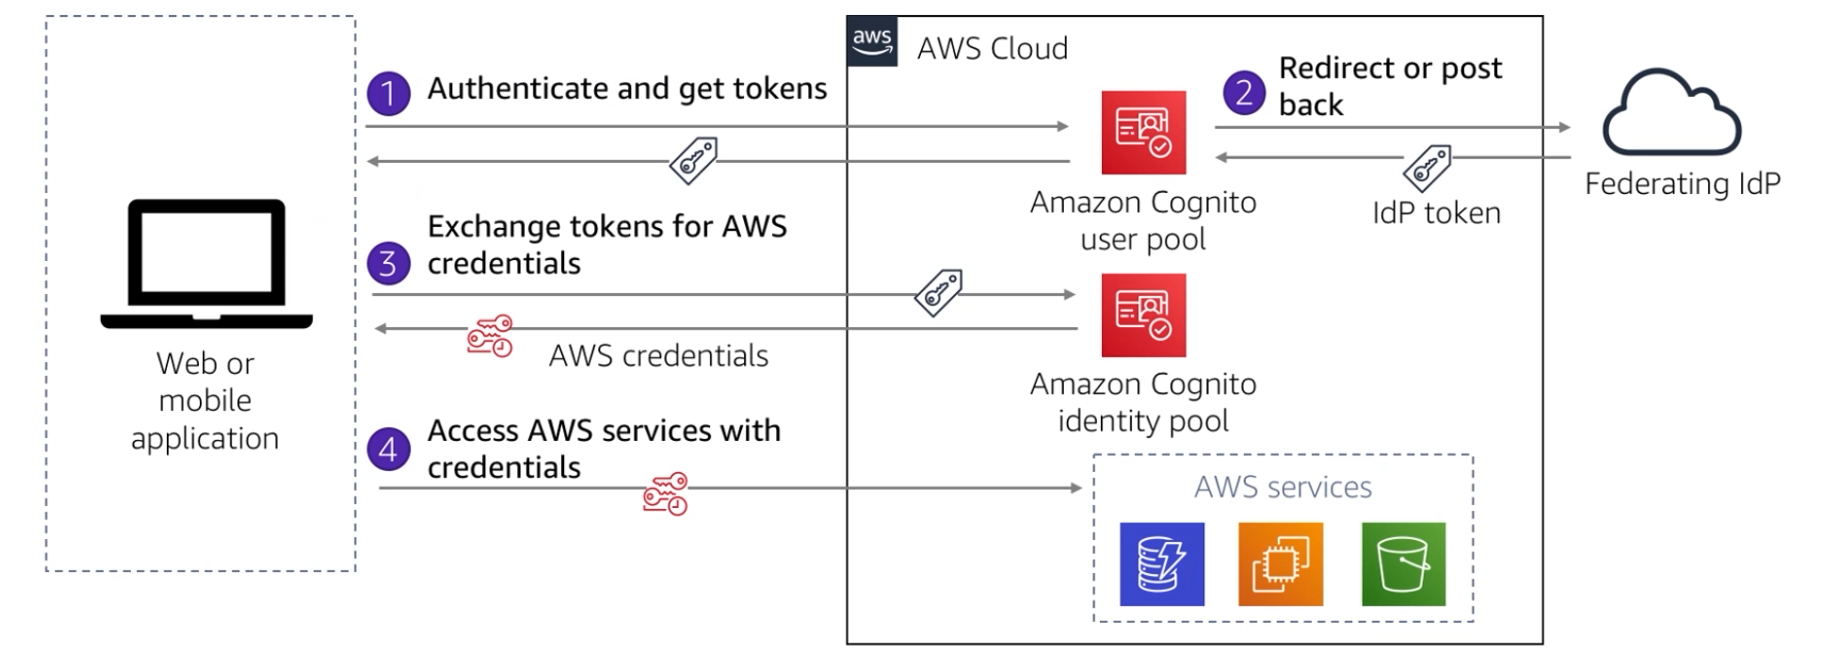 aws
AWS Cloud
1
Authenticate and get tokens
2
Redirect or post
back
Federating IdP
IdP token
Amazon Cognito
user pool
3
Exchange tokens for AWS
credentials
AWS credentials
Amazon Cognito
identity pool
Web or
mobile
application
4
Access AWS services with
credentials
AWS services